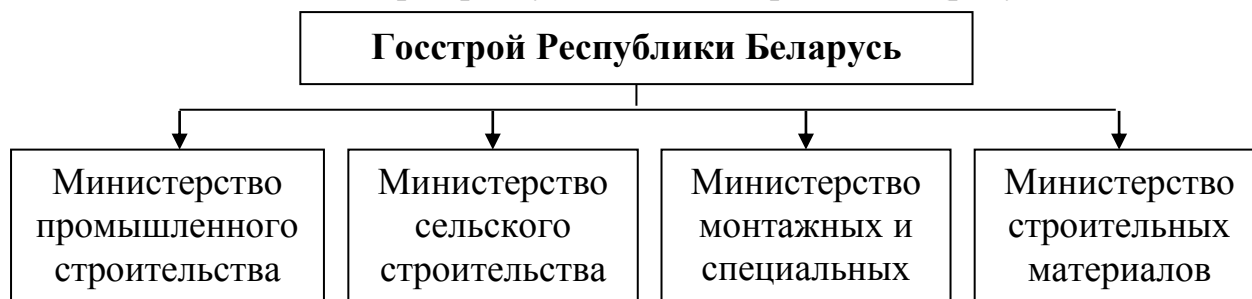 Госстрой Республики Беларусь
Министерство
промышленного
строительства
Министерство
сельского
строительства
Министерство
монтажных и
специальных
Министерство
строительных
материалов